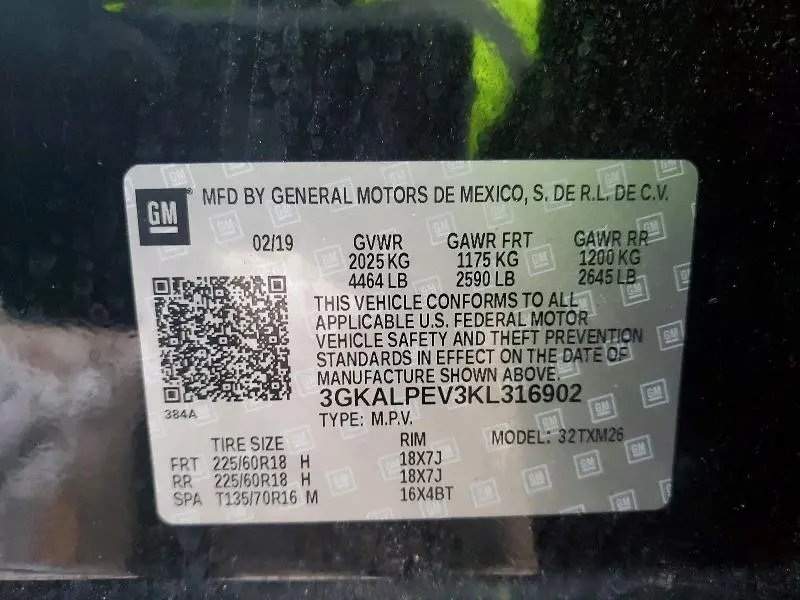 GM® MFD BY GENERAL MOTORS DE MEXICO, S. DE R.L. DE C.V.
02/19 GVWR GAWR FRT GAWR RR
2025 KG 1175 KG 1200 KG
4464 LB 2590 LB 2645 LB
THIS VEHICLE CONFORMS TO ALL
APPLICABLE U.S. FEDERAL MOTOR
VEHICLE SAFETY AND THEFT PREVENTION
STANDARDS IN EFFECT ON THE DATE OF
MANUFACTURE SHOWN ABOVE.
3GKALPEV3KL316902
384A
TYPE: M.P.V.
TIRE SIZE RIM MODEL: 32TXM26
FRT 225/60R18 H 18X7J
RR 225/60R18 H 18X7J
SPA T135/70R16 M 16X4BT